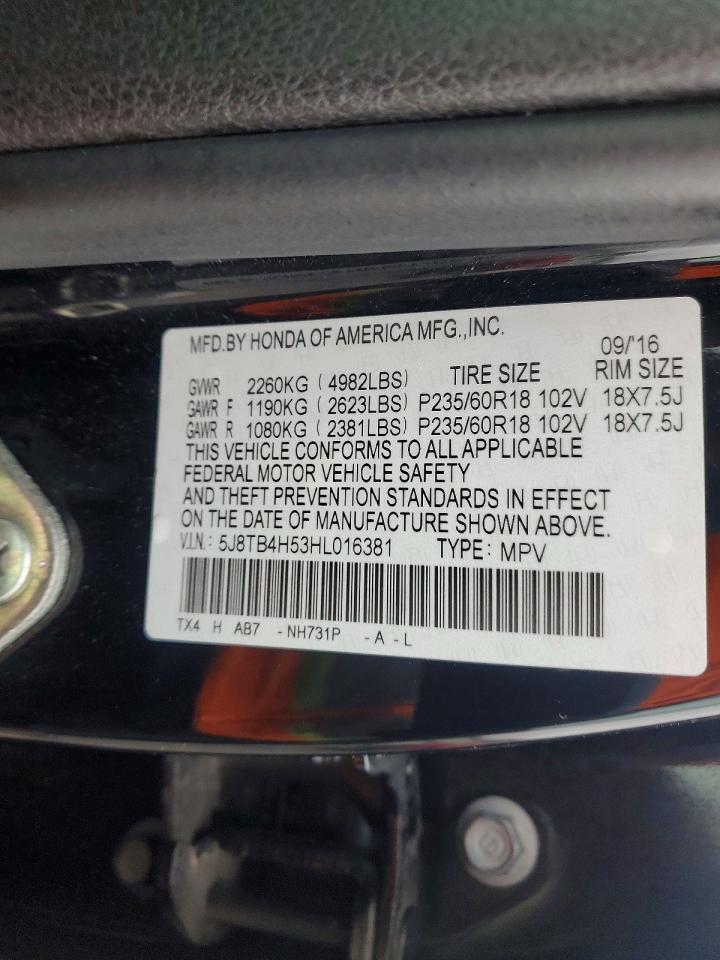 MFD.BY HONDA OF AMERICA MFG.,INC.
09/'16
GVWR 2260KG ( 4982LBS) TIRE SIZE RIM SIZE
GAWR F 1190KG ( 2623LBS) P235/60R18 102V 18X7.5J
GAWR R 1080KG ( 2381LBS) P235/60R18 102V 18X7.5J
THIS VEHICLE CONFORMS TO ALL APPLICABLE
FEDERAL MOTOR VEHICLE SAFETY
AND THEFT PREVENTION STANDARDS IN EFFECT
ON THE DATE OF MANUFACTURE SHOWN ABOVE.
V.I.N.: 5J8TB4H53HL016381 TYPE: MPV
TX4 H AB7 - NH731P - A - L